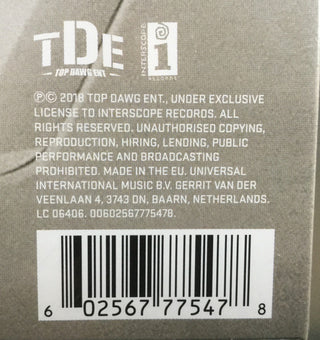 TDE
TOP DAWG ENT.
INTERSCOPE
RECORDS
℗© 2018 TOP DAWG ENT., UNDER EXCLUSIVE
LICENSE TO INTERSCOPE RECORDS. ALL
RIGHTS RESERVED. UNAUTHORISED COPYING,
REPRODUCTION, HIRING, LENDING, PUBLIC
PERFORMANCE AND BROADCASTING
PROHIBITED. MADE IN THE EU. UNIVERSAL
INTERNATIONAL MUSIC B.V. GERRIT VAN DER
VEENLAAN 4, 3743 DN, BAARN, NETHERLANDS.
LC 06406. 00602567775478.
6 02567 77547 8